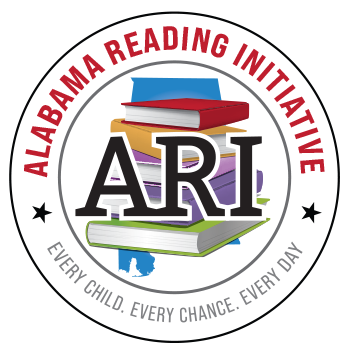 ALABAMA READING INITIATIVE
ARI
EVERY CHILD. EVERY CHANCE. EVERY DAY